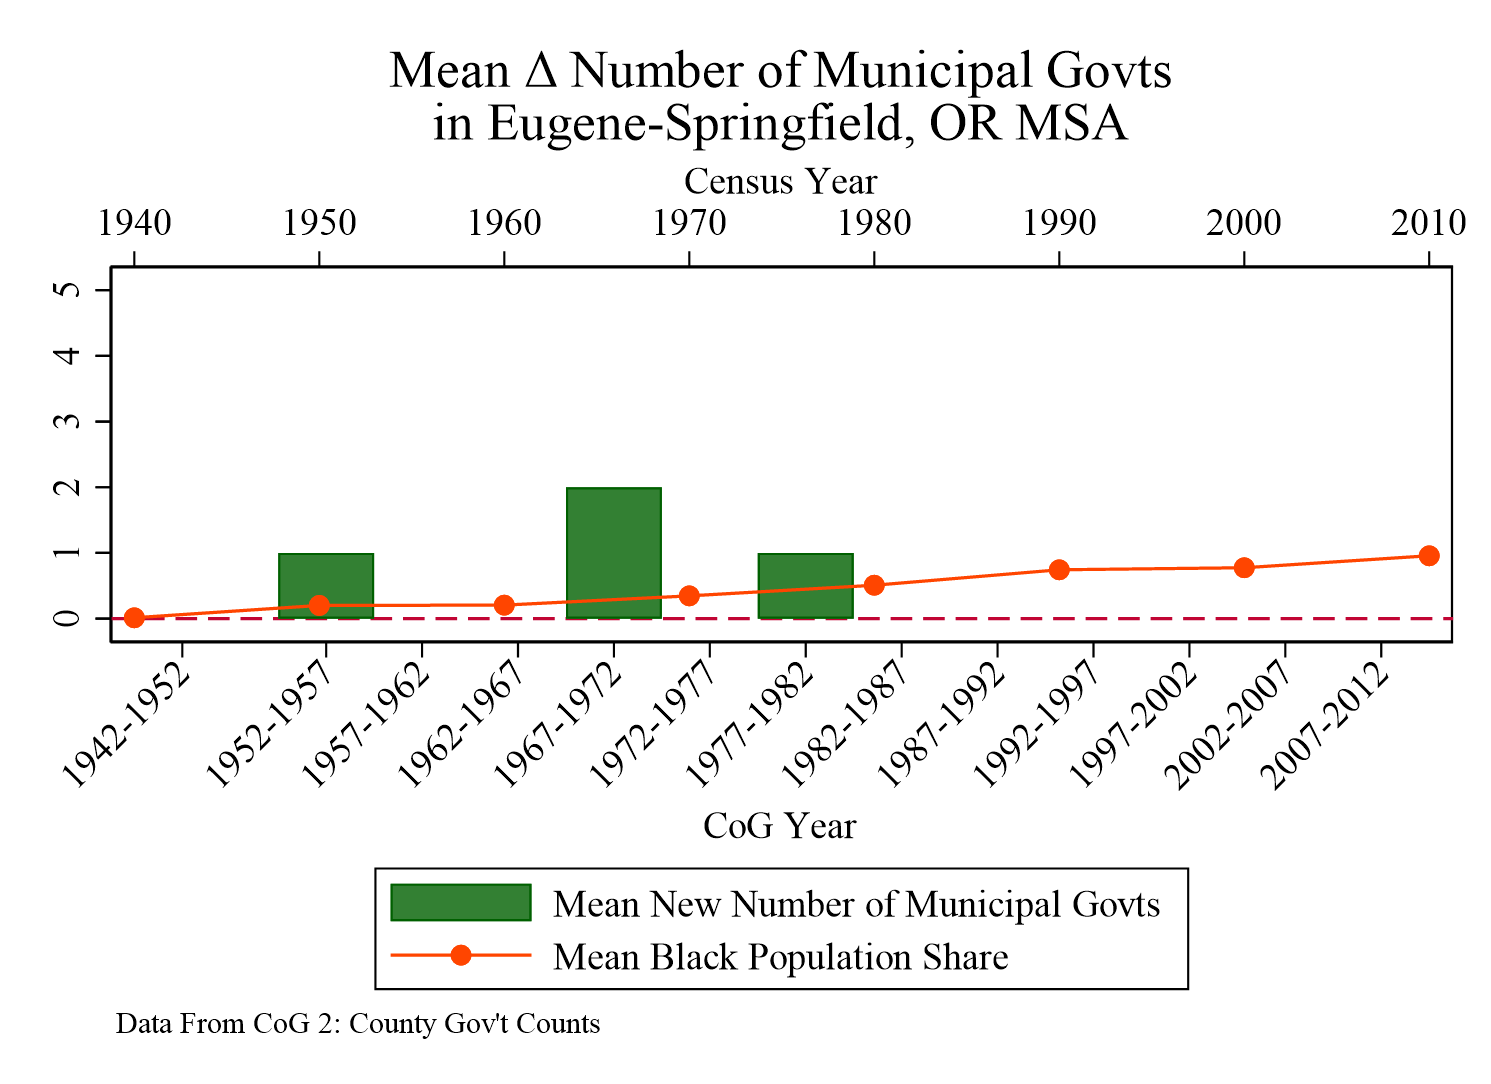 Mean Δ Number of Municipal Govts
in Eugene-Springfield, OR MSA
Census Year
1940 1950 1960 1970 1980 1990 2000 2010
5
4
3
2
1
0
1942-1952 1952-1957 1957-1962 1962-1967 1967-1972 1972-1977 1977-1982 1982-1987 1987-1992 1992-1997 1997-2002 2002-2007 2007-2012
CoG Year
Mean New Number of Municipal Govts
Mean Black Population Share
Data From CoG 2: County Gov't Counts